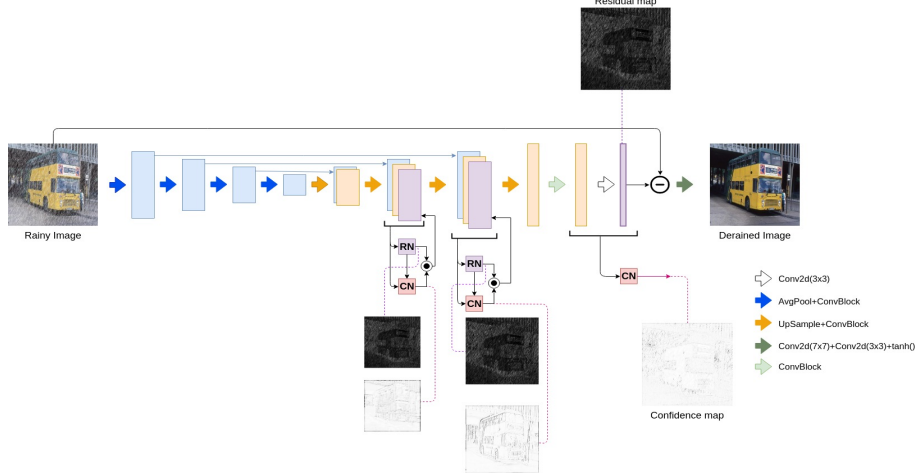 Residual map
Rainy Image
Derained Image
RN
CN
RN
CN
CN
Conv2d(3x3)
AvgPool+ConvBlock
UpSample+ConvBlock
Conv2d(7x7)+Conv2d(3x3)+tanh()
ConvBlock
Confidence map